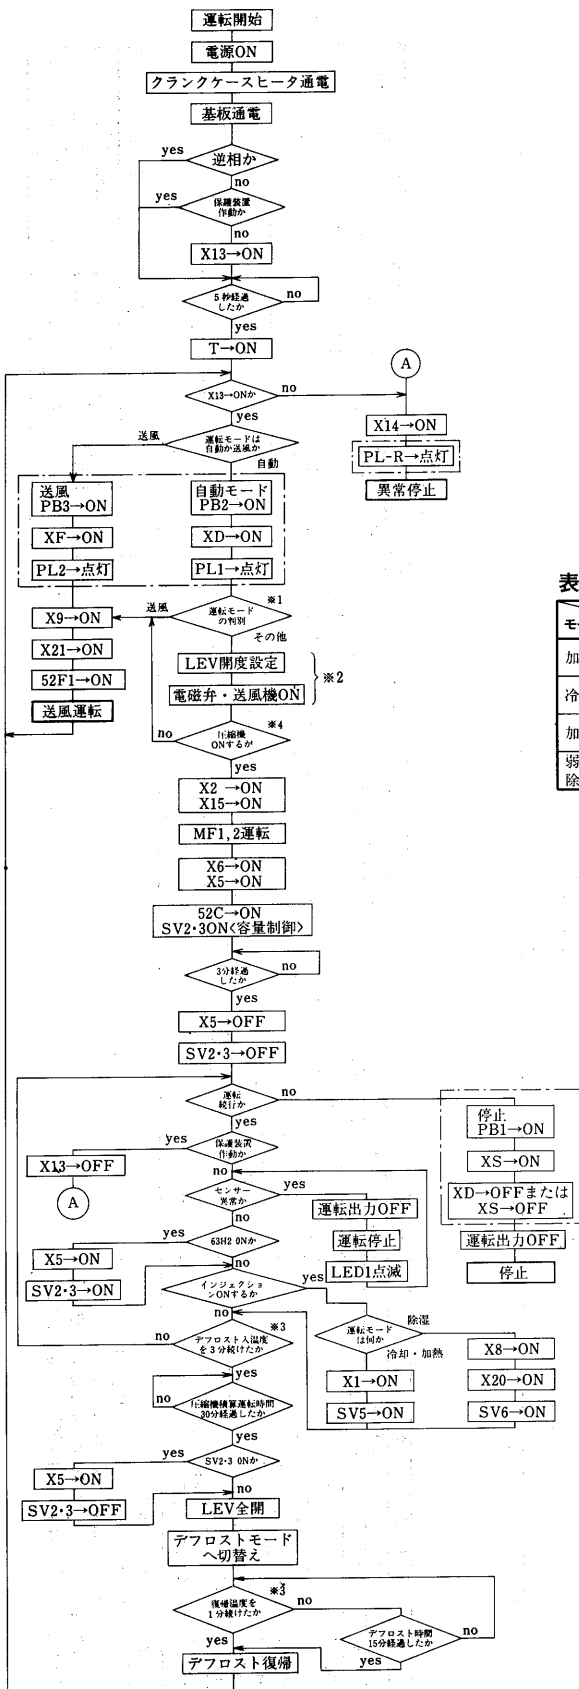 運転開始
電源ON
クランクケースヒータ通電
基板通電
yes
逆相か
no
yes
保護装置
作動か
no
X13→ON
5秒経過
したか
no
yes
T→ON
A
X13→ONか
no
yes
X14→ON
PL-R→点灯
異常停止
送風
運転モードは
自動か送風か
自動
送風
PB3→ON
自動モード
PB2→ON
XF→ON
XD→ON
PL2→点灯
PL1→点灯
表
モ
加
冷
加
弱
除
X9→ON
送風
運転モード
の判別
※1
その他
X21→ON
LEV開度設定
52F1→ON
電磁弁・送風機ON
※2
送風運転
no
圧縮機
ONするか
※4
yes
X2→ON
X15→ON
MF1,2運転
X6→ON
X5→ON
52C→ON
SV2・3ON<容量制御>
3分経過
したか
no
yes
X5→OFF
SV2・3→OFF
運転
続行か
no
yes
停止
PB1→ON
yes
保護装置
作動か
no
X13→OFF
A
XS→ON
センサー
異常か
yes
no
運転出力OFF
XD→OFFまたは
XS→OFF
yes
63H2 ONか
no
運転停止
運転出力OFF
X5→ON
LED1点滅
停止
SV2・3→ON
インジェクショ
ンONするか
yes
no
運転モード
は何か
除湿
冷却・加熱
no
デフロスト入温度
を3分続けたか
※3
yes
X8→ON
X1→ON
X20→ON
no
圧縮機積算運転時間
30分経過したか
yes
SV5→ON
SV6→ON
yes
SV2・3 ONか
no
X5→ON
SV2・3→OFF
LEV全開
デフロストモード
へ切替え
復帰温度を
1分続けたか
※3
no
yes
デフロスト時間
15分経過したか
no
yes
デフロスト復帰